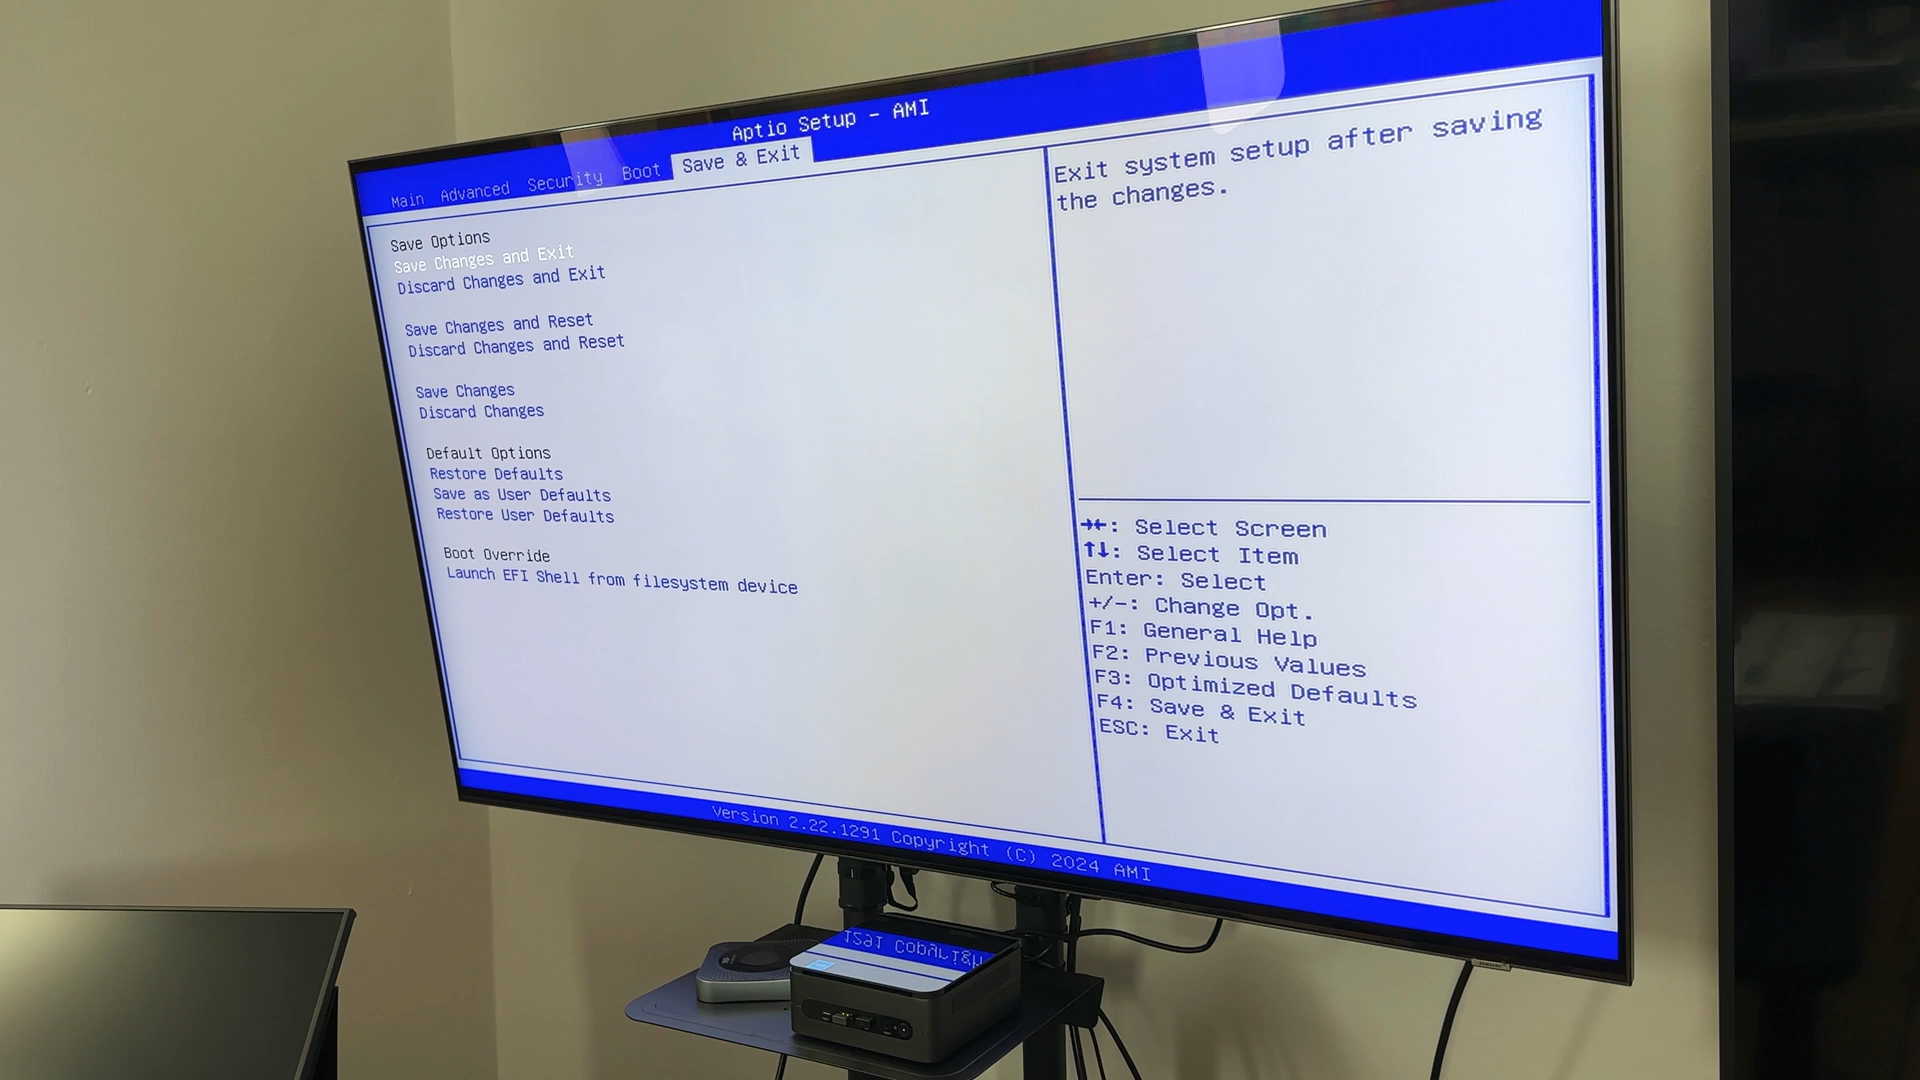 Aptio Setup - AMI
Main Advanced Security Boot Save & Exit
Save Options
Save Changes and Exit
Discard Changes and Exit
Save Changes and Reset
Discard Changes and Reset
Save Changes
Discard Changes
Default Options
Restore Defaults
Save as User Defaults
Restore User Defaults
Boot Override
Launch EFI Shell from filesystem device
Exit system setup after saving
the changes.
→←: Select Screen
↑↓: Select Item
Enter: Select
+/-: Change Opt.
F1: General Help
F2: Previous Values
F3: Optimized Defaults
F4: Save & Exit
ESC: Exit
Version 2.22.1291 Copyright (C) 2024 AMI
SAMSUNG